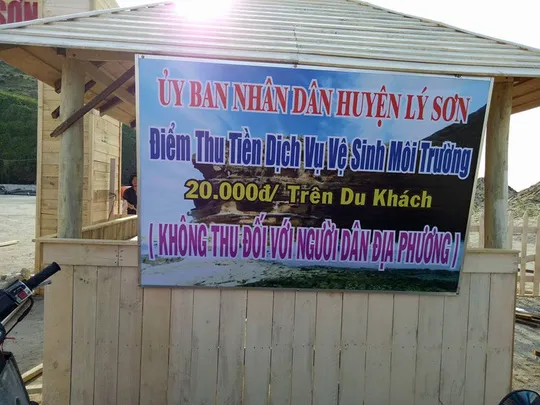 SƠN
ỦY BAN NHÂN DÂN HUYỆN LÝ SƠN
Điểm Thu Tiền Dịch Vụ Vệ Sinh Môi Trường
20.000đ/ Trên Du Khách
( KHÔNG THU ĐỐI VỚI NGƯỜI DÂN ĐỊA PHƯƠNG )